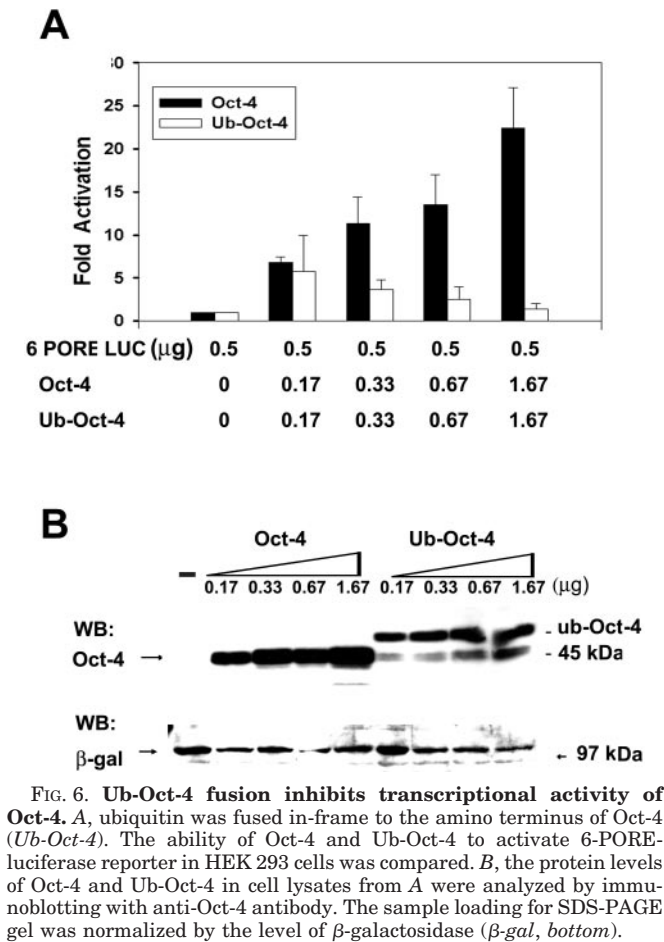 A
30
25
20
15
10
5
0
Fold Activation
Oct-4
Ub-Oct-4
6 PORE LUC (μg) 0.5 0.5 0.5 0.5 0.5
Oct-4 0 0.17 0.33 0.67 1.67
Ub-Oct-4 0 0.17 0.33 0.67 1.67
B
Oct-4 Ub-Oct-4
– 0.17 0.33 0.67 1.67 0.17 0.33 0.67 1.67 (μg)
WB:
Oct-4 → - ub-Oct-4
- 45 kDa
WB:
β-gal → ← 97 kDa
FIG. 6. Ub-Oct-4 fusion inhibits transcriptional activity of
Oct-4. A, ubiquitin was fused in-frame to the amino terminus of Oct-4
(Ub-Oct-4). The ability of Oct-4 and Ub-Oct-4 to activate 6-PORE-
luciferase reporter in HEK 293 cells was compared. B, the protein levels
of Oct-4 and Ub-Oct-4 in cell lysates from A were analyzed by immu-
noblotting with anti-Oct-4 antibody. The sample loading for SDS-PAGE
gel was normalized by the level of β-galactosidase (β-gal, bottom).